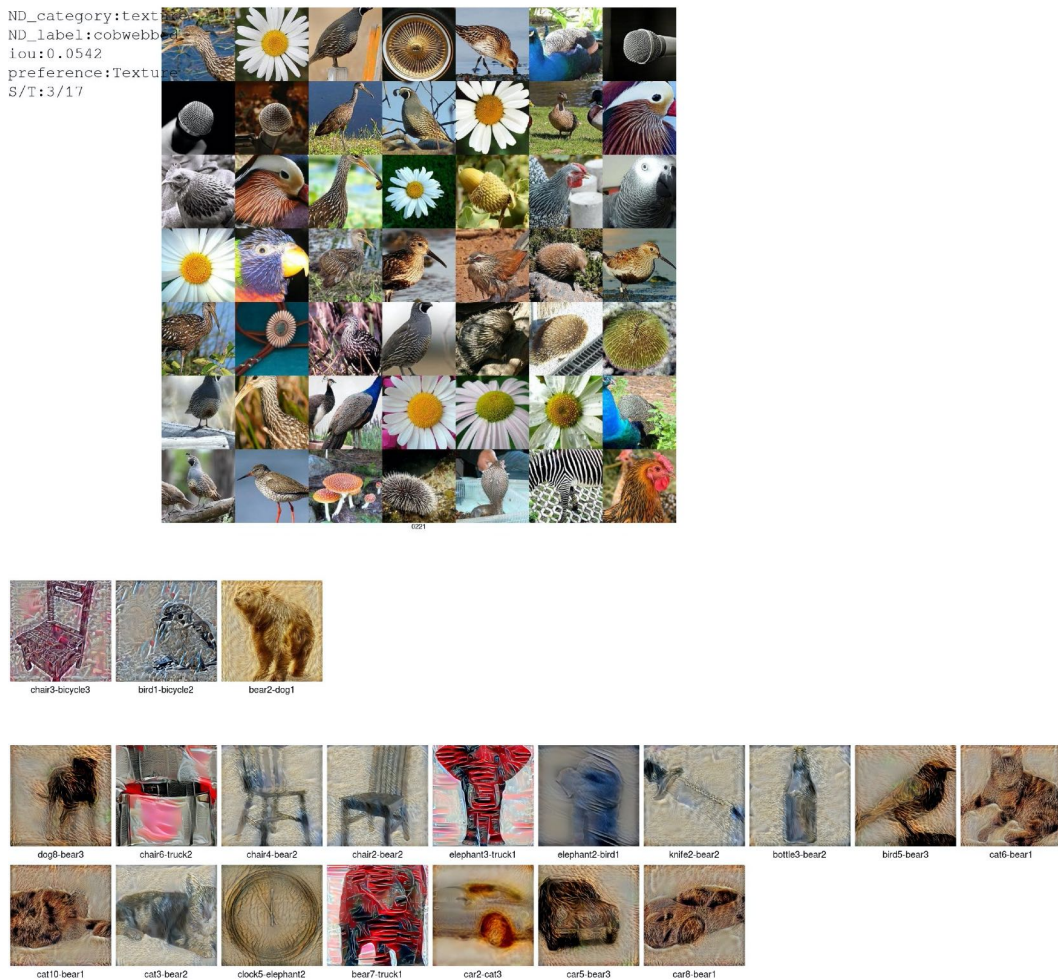 ND_category:texture
ND_label:cobwebbed
iou:0.0542
preference:Texture
S/T:3/17
0221
chair3-bicycle3
bird1-bicycle2
bear2-dog1
dog8-bear3
chair6-truck2
chair4-bear2
chair2-bear2
elephant3-truck1
elephant2-bird1
knife2-bear2
bottle3-bear2
bird5-bear3
cat6-bear1
cat10-bear1
cat3-bear2
clock5-elephant2
bear7-truck1
car2-cat3
car5-bear3
car8-bear1